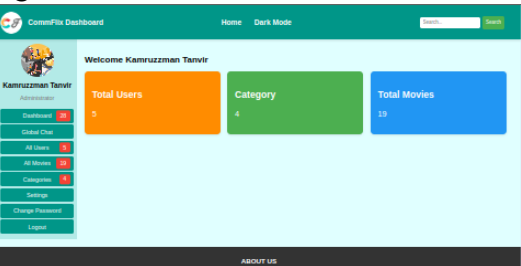 CommFlix Dashboard
Home Dark Mode
Search... Search
Kamruzzman Tanvir
Administrator
Dashboard 28
Global Chat
All Users 5
All Movies 19
Categories 4
Settings
Change Password
Logout
Welcome Kamruzzman Tanvir
Total Users
5
Category
4
Total Movies
19
ABOUT US